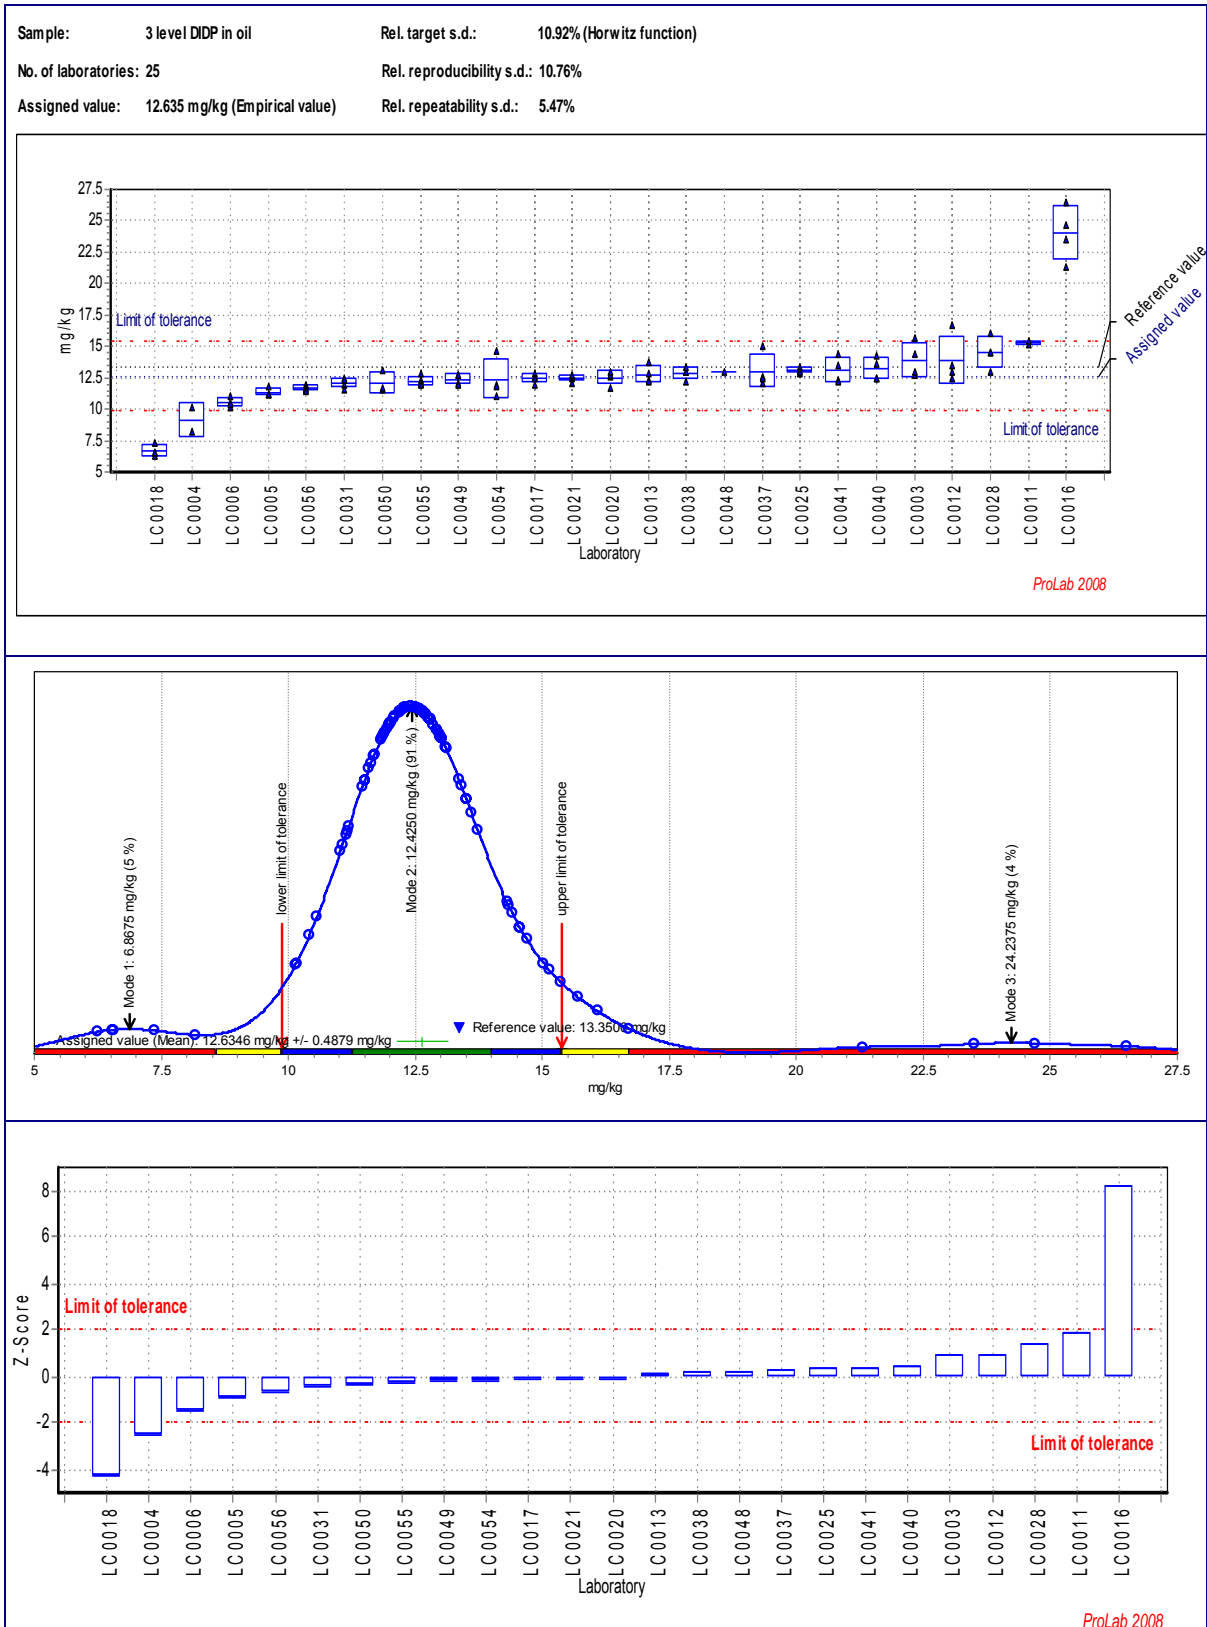 Sample: 3 level DIDP in oil Rel. target s.d.: 10.92% (Horwitz function)
No. of laboratories: 25 Rel. reproducibility s.d.: 10.76%
Assigned value: 12.635 mg/kg (Empirical value) Rel. repeatability s.d.: 5.47%
27.5
25
22.5
20
17.5
15
12.5
10
7.5
5
mg/kg
Limit of tolerance
Limit of tolerance
Reference value
Assigned value
LC0018 LC0004 LC0006 LC0005 LC0056 LC0031 LC0050 LC0055 LC0049 LC0054 LC0017 LC0021 LC0020 LC0013 LC0038 LC0048 LC0037 LC0025 LC0041 LC0040 LC0003 LC0012 LC0028 LC0011 LC0016
Laboratory
ProLab 2008
Mode 1: 6.8675 mg/kg (5 %)
lower limit of tolerance
Mode 2: 12.4250 mg/kg (91 %)
upper limit of tolerance
Mode 3: 24.2375 mg/kg (4 %)
Reference value: 13.3500 mg/kg
Assigned value (Mean): 12.6346 mg/kg +/- 0.4879 mg/kg
5 7.5 10 12.5 15 17.5 20 22.5 25 27.5
mg/kg
8
6
4
2
0
-2
-4
Z-Score
Limit of tolerance
Limit of tolerance
LC0018 LC0004 LC0006 LC0005 LC0056 LC0031 LC0050 LC0055 LC0049 LC0054 LC0017 LC0021 LC0020 LC0013 LC0038 LC0048 LC0037 LC0025 LC0041 LC0040 LC0003 LC0012 LC0028 LC0011 LC0016
Laboratory
ProLab 2008